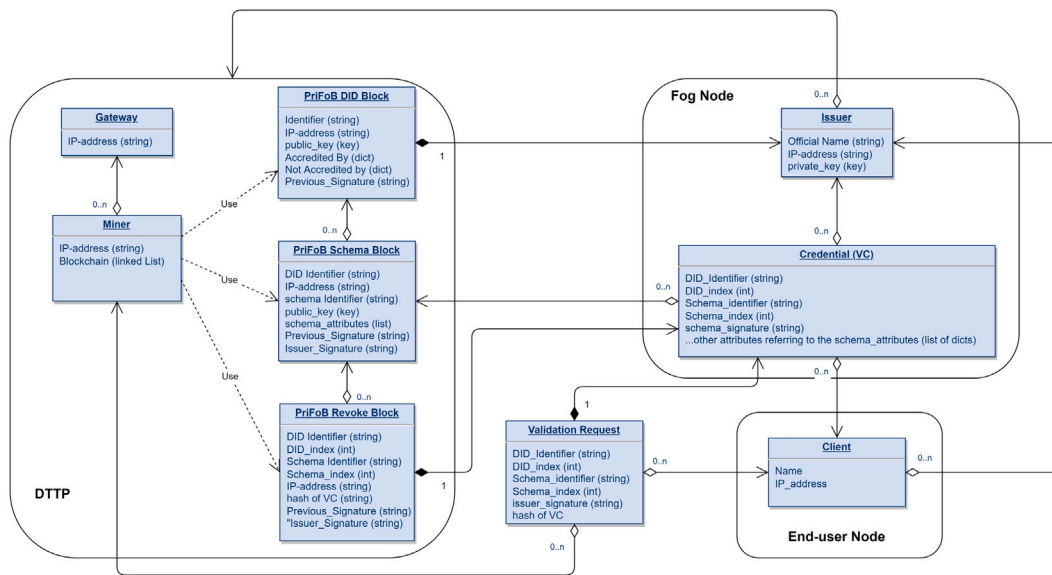 0..n
PriFoB DID Block
Identifier (string)
IP-address (string)
public_key (key)
Accredited By (dict)
Not Accredited by (dict)
Previous_Signature (string)
1
Gateway
IP-address (string)
0..n
Miner
IP-address (string)
Blockchain (linked List)
Use
Use
Use
0..n
PriFoB Schema Block
DID Identifier (string)
IP-address (string)
schema Identifier (string)
public_key (key)
schema_attributes (list)
Previous_Signature (string)
Issuer_Signature (string)
0..n
PriFoB Revoke Block
DID Identifier (string)
DID_index (int)
Schema Identifier (string)
Schema_index (int)
IP-address (string)
hash of VC (string)
Previous_Signature (string)
"Issuer_Signature (string)
1
DTTP
Fog Node
Issuer
Official Name (string)
IP-address (string)
private_key (key)
0..n
Credential (VC)
DID_Identifier (string)
DID_index (int)
Schema_identifier (string)
Schema_index (int)
schema_signature (string)
...other attributes referring to the schema_attributes (list of dicts)
0..n
0..n
1
Validation Request
DID_Identifier (string)
DID_index (int)
Schema_identifier (string)
Schema_index (int)
issuer_signature (string)
hash of VC
0..n
0..n
Client
Name
IP_address
0..n
End-user Node